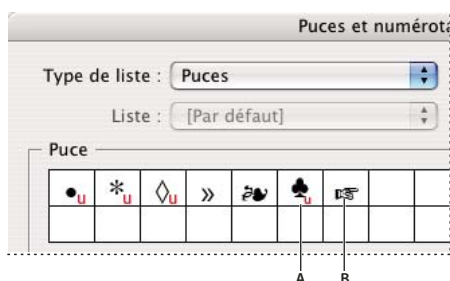 Puces et numérota
Type de liste : Puces
Liste : [Par défaut]
Puce
•u *u ◊u » ❧ ♣u ☞
A B